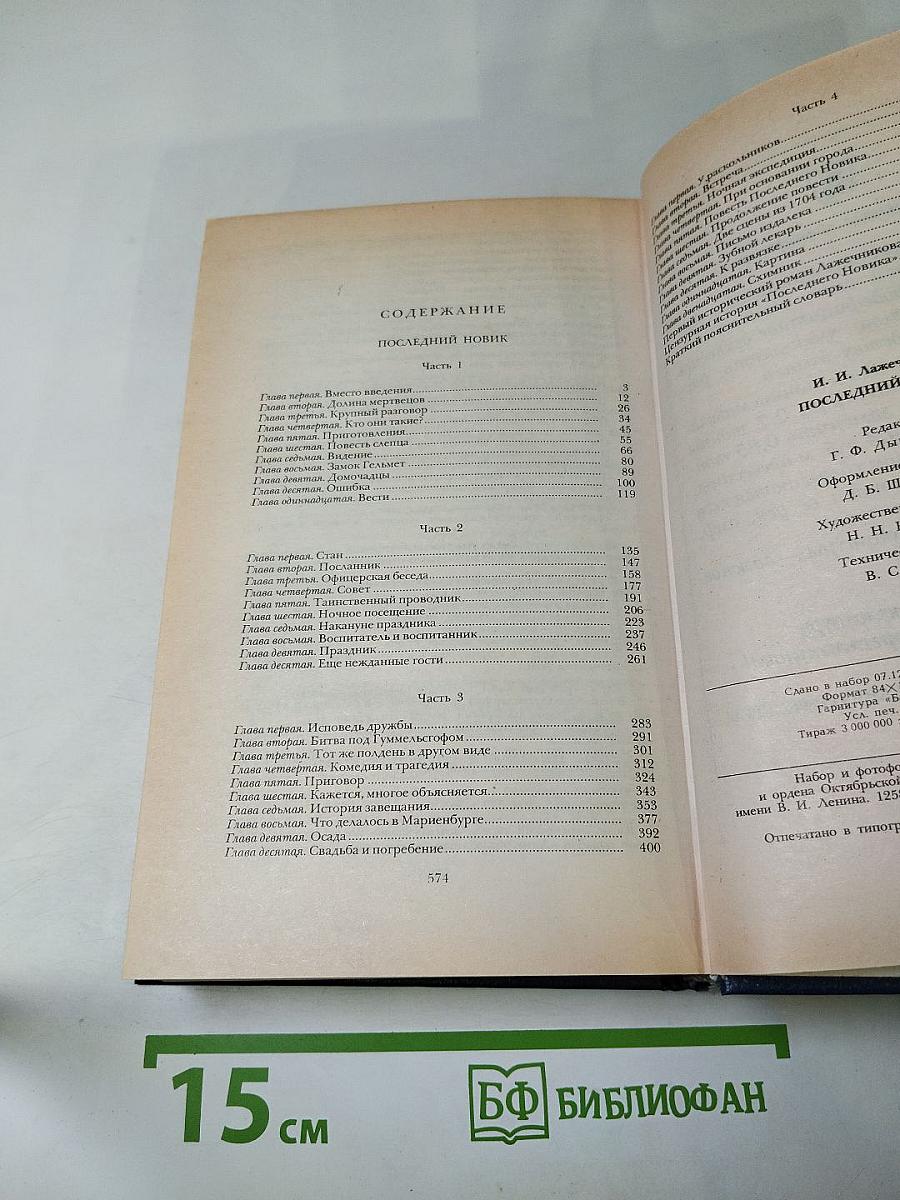 СОДЕРЖАНИЕ
ПОСЛЕДНИЙ НОВИК
Часть 1
Глава первая. Вместо введения 3
Глава вторая. Долина мертвецов 12
Глава третья. Крупный разговор 26
Глава четвертая. Кто они такие? 34
Глава пятая. Приготовления 45
Глава шестая. Повесть слепца 55
Глава седьмая. Видение 66
Глава восьмая. Замок Гельмет 80
Глава девятая. Домочадцы 89
Глава десятая. Ошибка 100
Глава одиннадцатая. Вести 119
Часть 2
Глава первая. Стан 135
Глава вторая. Посланник 147
Глава третья. Офицерская беседа 158
Глава четвертая. Совет 177
Глава пятая. Таинственный проводник 191
Глава шестая. Ночное посещение 206
Глава седьмая. Накануне праздника 223
Глава восьмая. Воспитатель и воспитанник 237
Глава девятая. Праздник 246
Глава десятая. Еще нежданные гости 261
Часть 3
Глава первая. Исповедь дружбы 283
Глава вторая. Битва под Гуммельсгофом 291
Глава третья. Тот же полдень в другом виде 301
Глава четвертая. Комедия и трагедия 312
Глава пятая. Приговор 324
Глава шестая. Кажется, многое объясняется. 343
Глава седьмая. История завещания 353
Глава восьмая. Что делалось в Мариенбурге 377
Глава девятая. Осада 392
Глава десятая. Свадьба и погребение 400
574
Часть 4
Глава первая. У раскольников
Глава вторая. Встреча
Глава третья. Ночная экспедиция
Глава четвертая. При основании города
Глава пятая. Повесть Последнего Новика
Глава шестая. Продолжение повести
Глава седьмая. Две сцены из 1704 года
Глава восьмая. Письмо издалека
Глава девятая. Зубной лекарь
Глава десятая. К развязке
Глава одиннадцатая. Картина
Глава двенадцатая. Схимник
Первый исторический роман Лажечникова
Цензурная история «Последнего Новика»
Краткий пояснительный словарь
И. И. Лажеч
ПОСЛЕДНИЙ
Редак
Г. Ф. Ды
Оформление
Д. Б. Ш
Художестве
Н. Н.
Техничес
В. С
Сдано в набор 07.12
Формат 84×
Гарнитура «Б
Усл. печ.
Тираж 3 000 000
Набор и фотофо
и ордена Октябрьской
имени В. И. Ленина. 125
Отпечатано в типогр
15 см
БФ БИБЛИОФАН